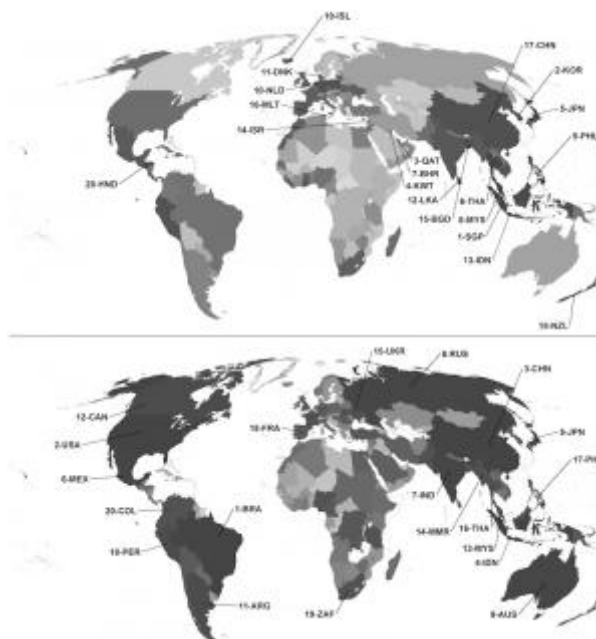 19-ISL
17-CHN
11-DNK
2-KOR
10-NLD
5-JPN
16-MLT
14-ISR
9-PHL
3-QAT
7-BHR
20-HND
4-KWT
12-LKA
6-THA
15-BGD
8-MYS
1-SGP
13-IDN
18-NZL
15-UKR
8-RUS
3-CHN
12-CAN
2-USA
18-FRA
5-JPN
6-MEX
17-PHL
20-COL
1-BRA
7-IND
14-MMR
16-THA
10-PER
13-MYS
4-IDN
11-ARG
19-ZAF
9-AUS